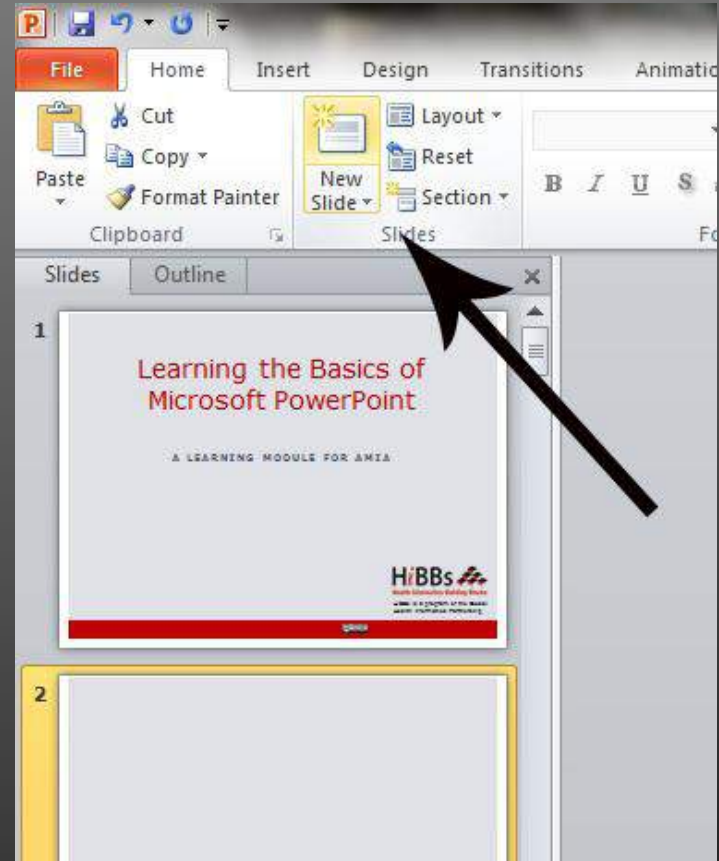 P
File Home Insert Design Transitions Animatio
Cut
Copy
Format Painter
Paste
Clipboard
New
Slide
Layout
Reset
Section
Slides
B I U S
Fo
Slides Outline
1
Learning the Basics of
Microsoft PowerPoint
A LEARNING MODULE FOR AMIA
HiBBs
2